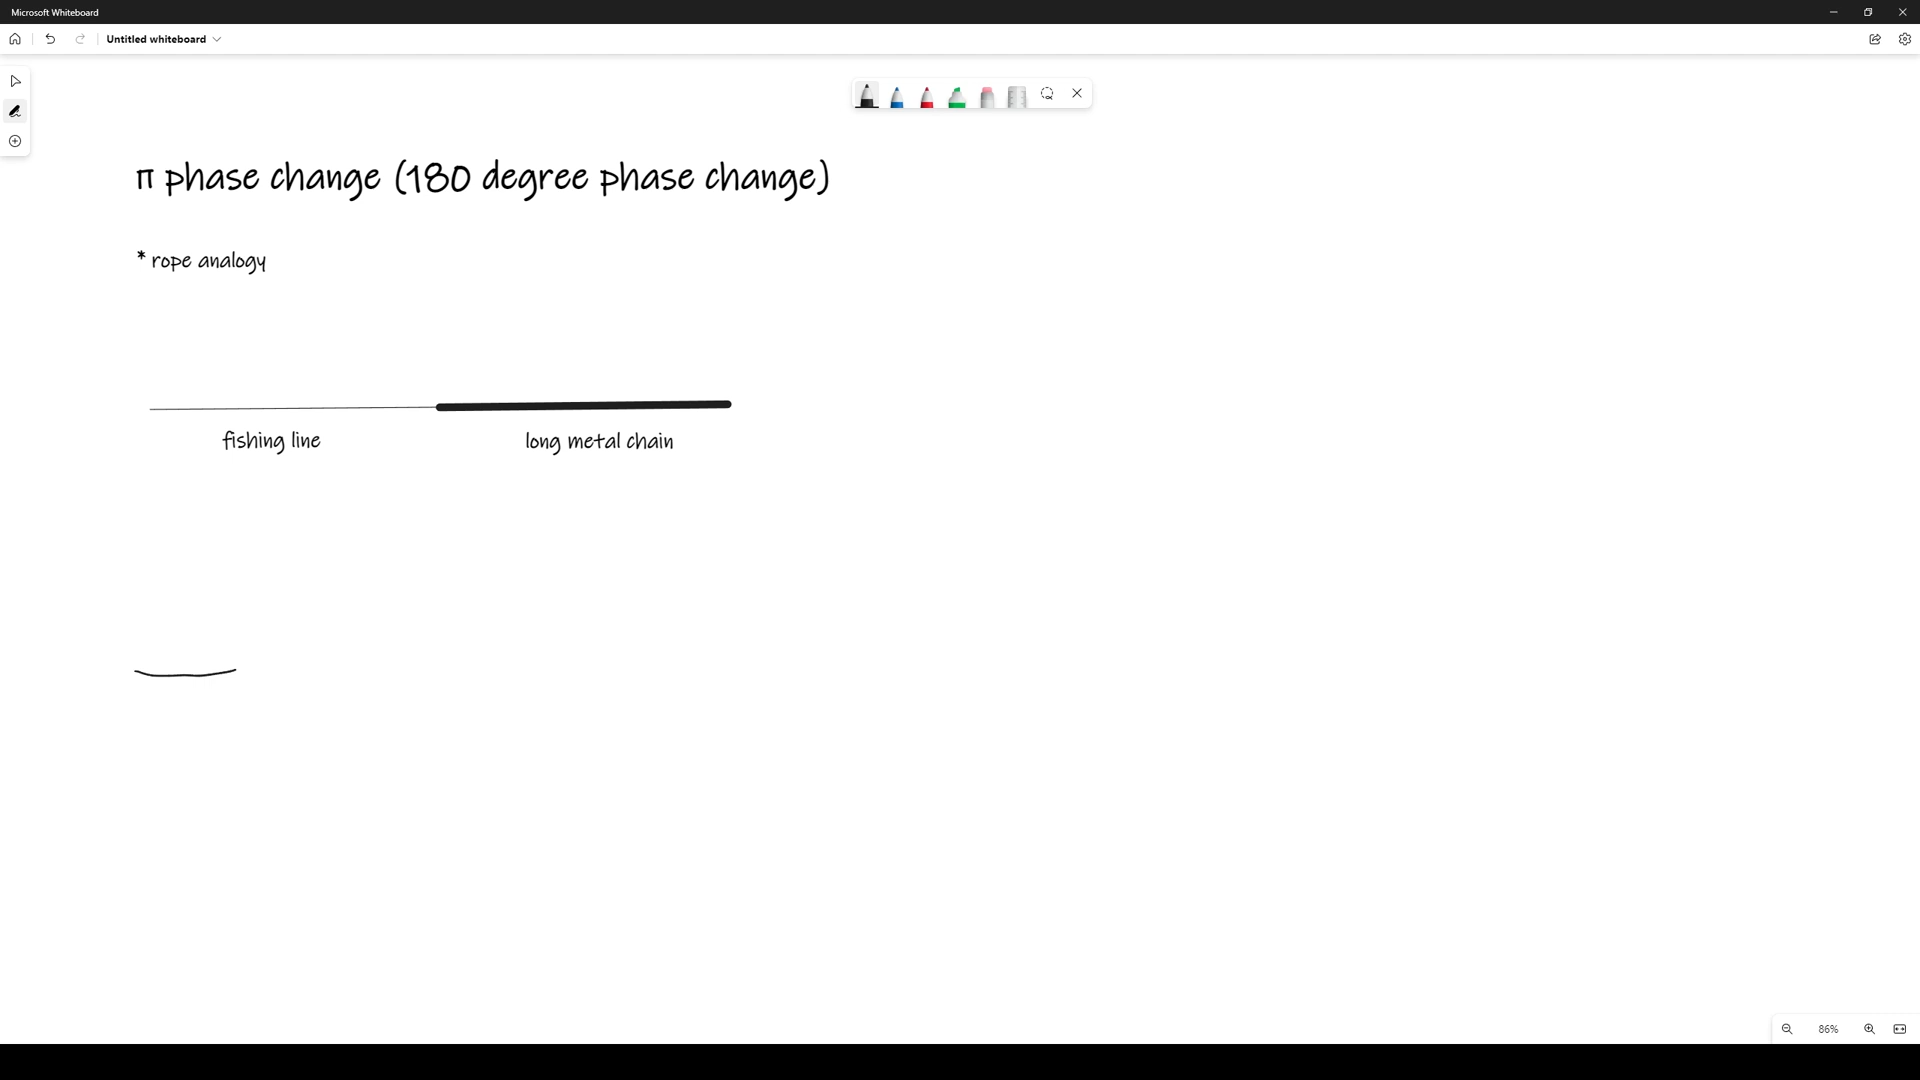 Microsoft Whiteboard
Untitled whiteboard
π phase change (180 degree phase change)
* rope analogy
fishing line
long metal chain
86%